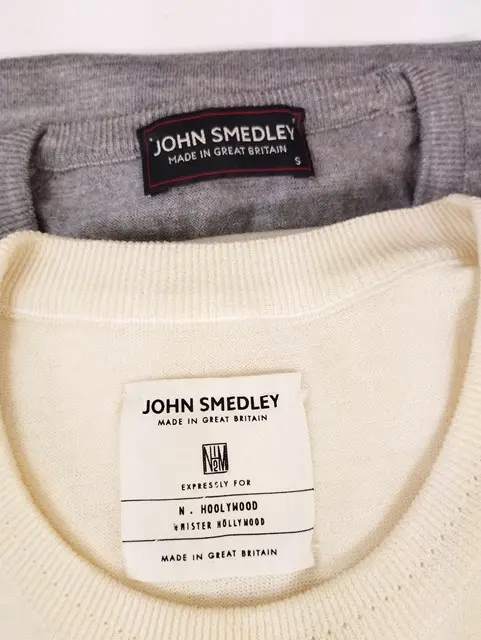 JOHN SMEDLEY
MADE IN GREAT BRITAIN
S
JOHN SMEDLEY
MADE IN GREAT BRITAIN
EXPRESSLY FOR
N. HOOLYWOOD
MISTER HOLLYWOOD
MADE IN GREAT BRITAIN